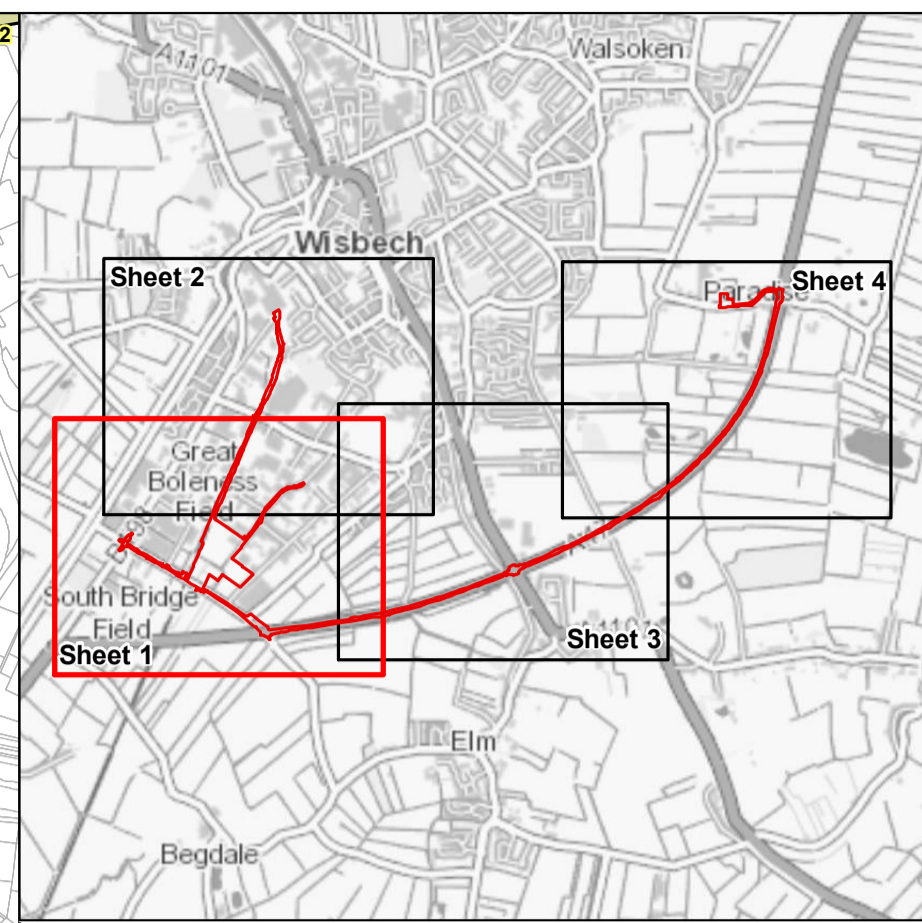 2
A1101
Walsoken
Wisbech
Sheet 2
Sheet 4
Paradise
Great
Boleness
Field
South Bridge
Field
Sheet 1
Sheet 3
Elm
Begdale